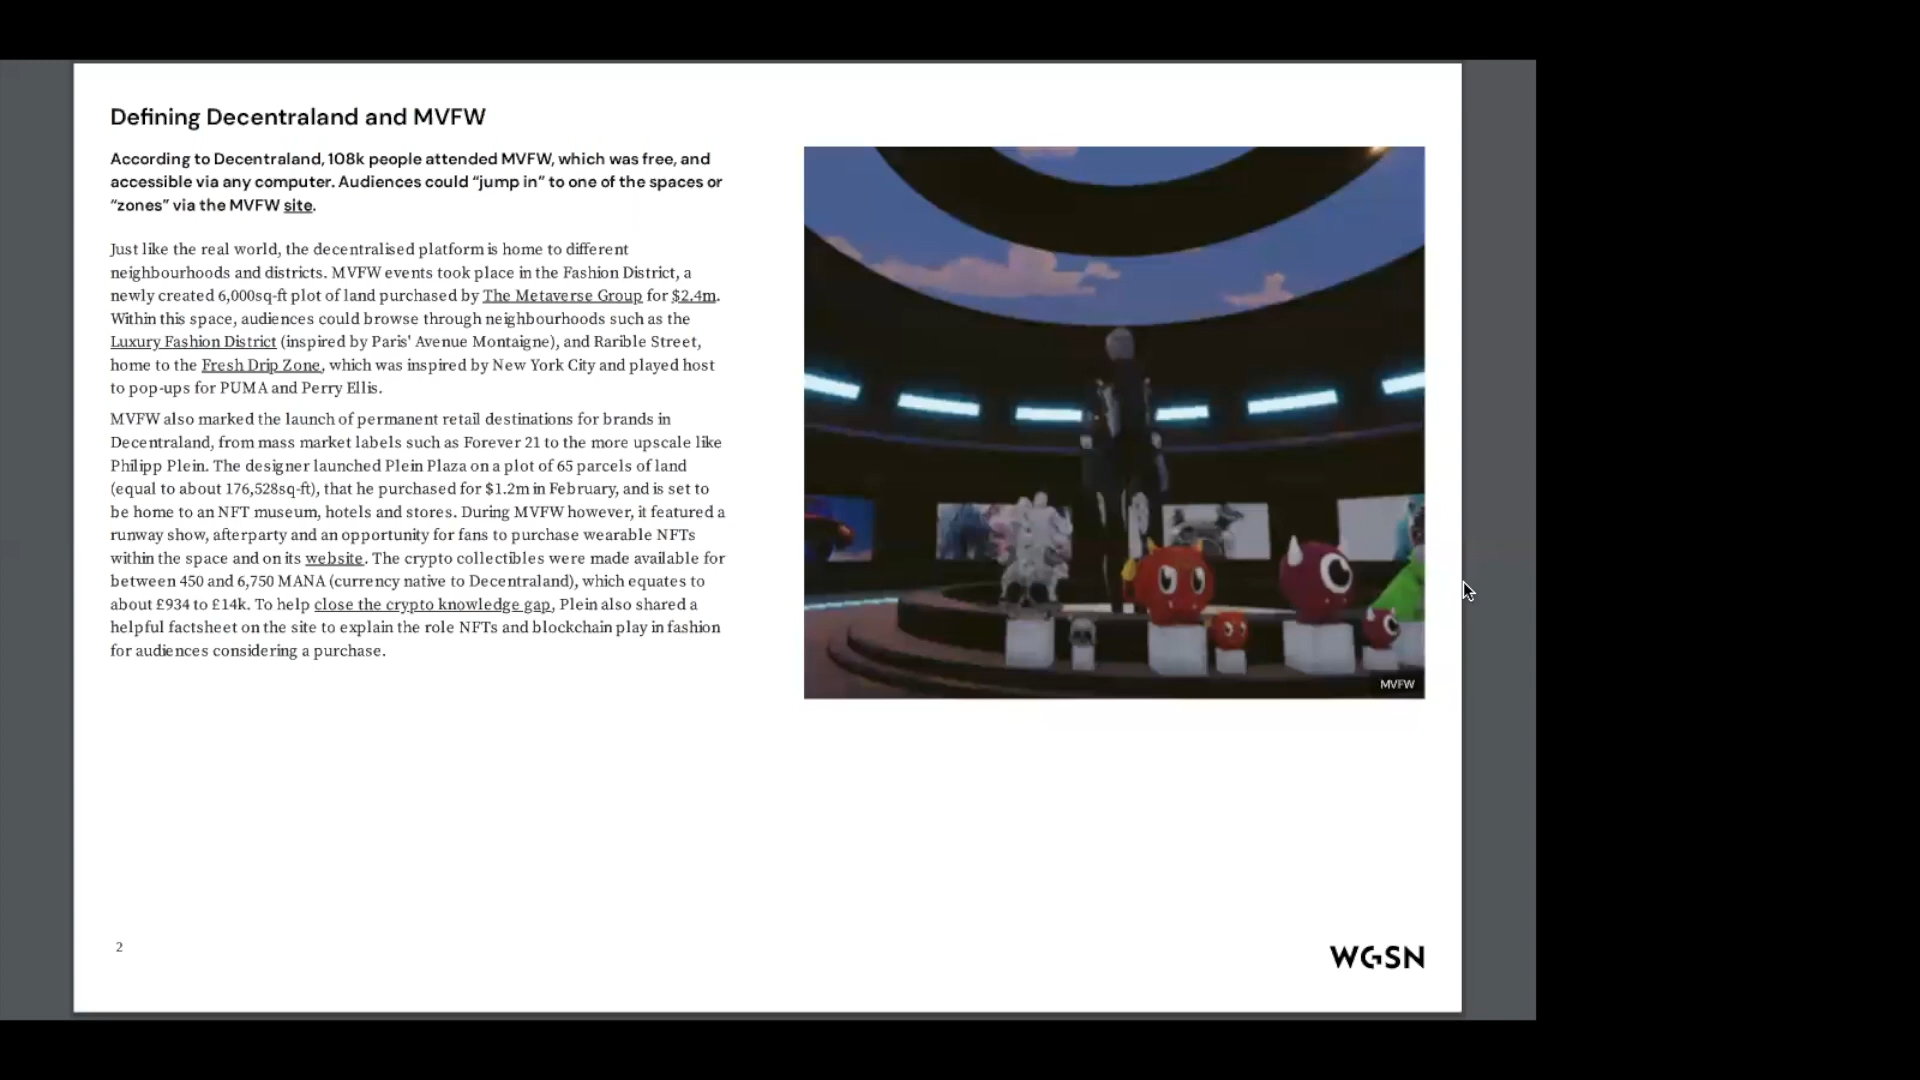 Defining Decentraland and MVFW
According to Decentraland, 108k people attended MVFW, which was free, and
accessible via any computer. Audiences could “jump in” to one of the spaces or
“zones” via the MVFW site.
Just like the real world, the decentralised platform is home to different
neighbourhoods and districts. MVFW events took place in the Fashion District, a
newly created 6,000sq-ft plot of land purchased by The Metaverse Group for $2.4m.
Within this space, audiences could browse through neighbourhoods such as the
Luxury Fashion District (inspired by Paris' Avenue Montaigne), and Rarible Street,
home to the Fresh Drip Zone, which was inspired by New York City and played host
to pop-ups for PUMA and Perry Ellis.
MVFW also marked the launch of permanent retail destinations for brands in
Decentraland, from mass market labels such as Forever 21 to the more upscale like
Philipp Plein. The designer launched Plein Plaza on a plot of 65 parcels of land
(equal to about 176,528sq-ft), that he purchased for $1.2m in February, and is set to
be home to an NFT museum, hotels and stores. During MVFW however, it featured a
runway show, afterparty and an opportunity for fans to purchase wearable NFTs
within the space and on its website. The crypto collectibles were made available for
between 450 and 6,750 MANA (currency native to Decentraland), which equates to
about £934 to £14k. To help close the crypto knowledge gap, Plein also shared a
helpful factsheet on the site to explain the role NFTs and blockchain play in fashion
for audiences considering a purchase.
MVFW
2
WGSN